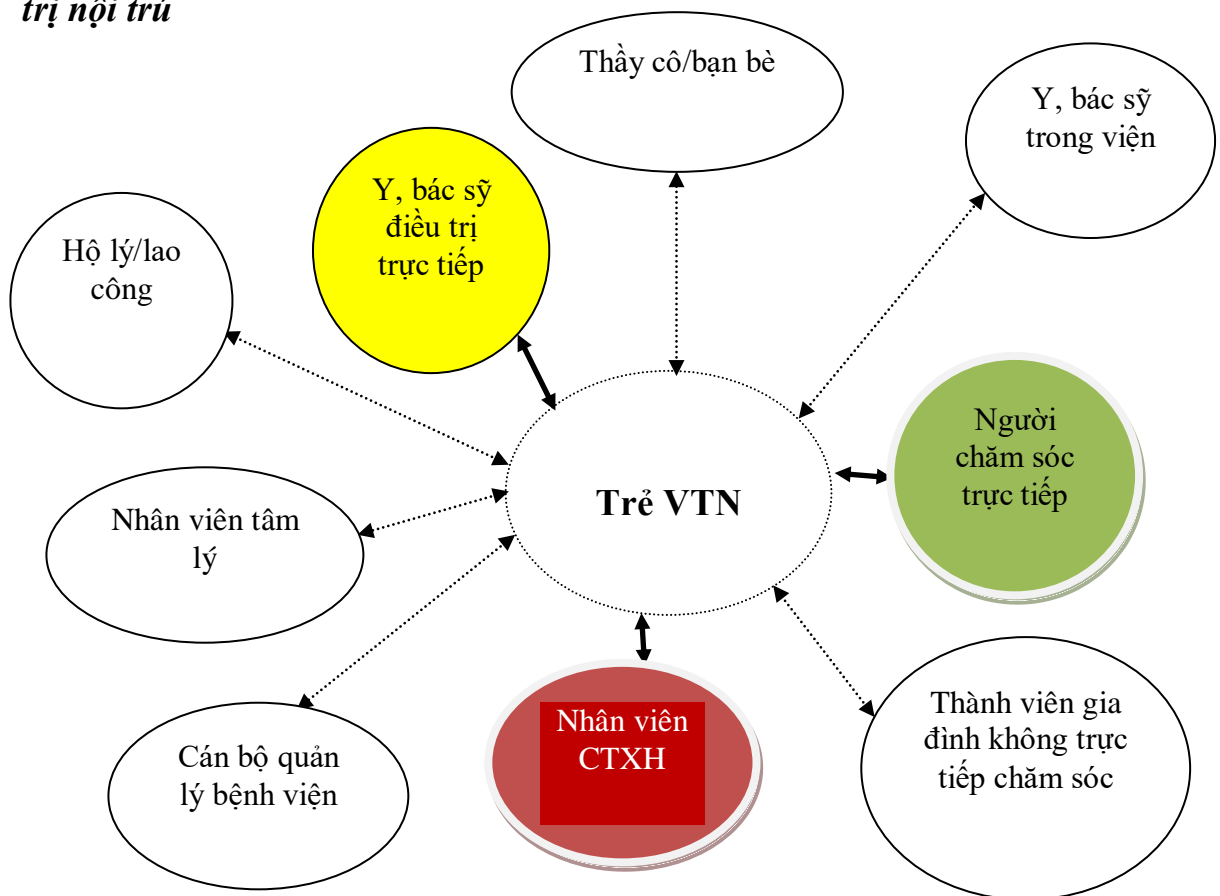 trị nội trú
Thầy cô/bạn bè
Y, bác sỹ
trong viện
Y, bác sỹ
điều trị
trực tiếp
Hộ lý/lao
công
Người
chăm sóc
trực tiếp
Trẻ VTN
Nhân viên tâm
lý
Nhân viên
CTXH
Thành viên gia
đình không trực
tiếp chăm sóc
Cán bộ quản
lý bệnh viện